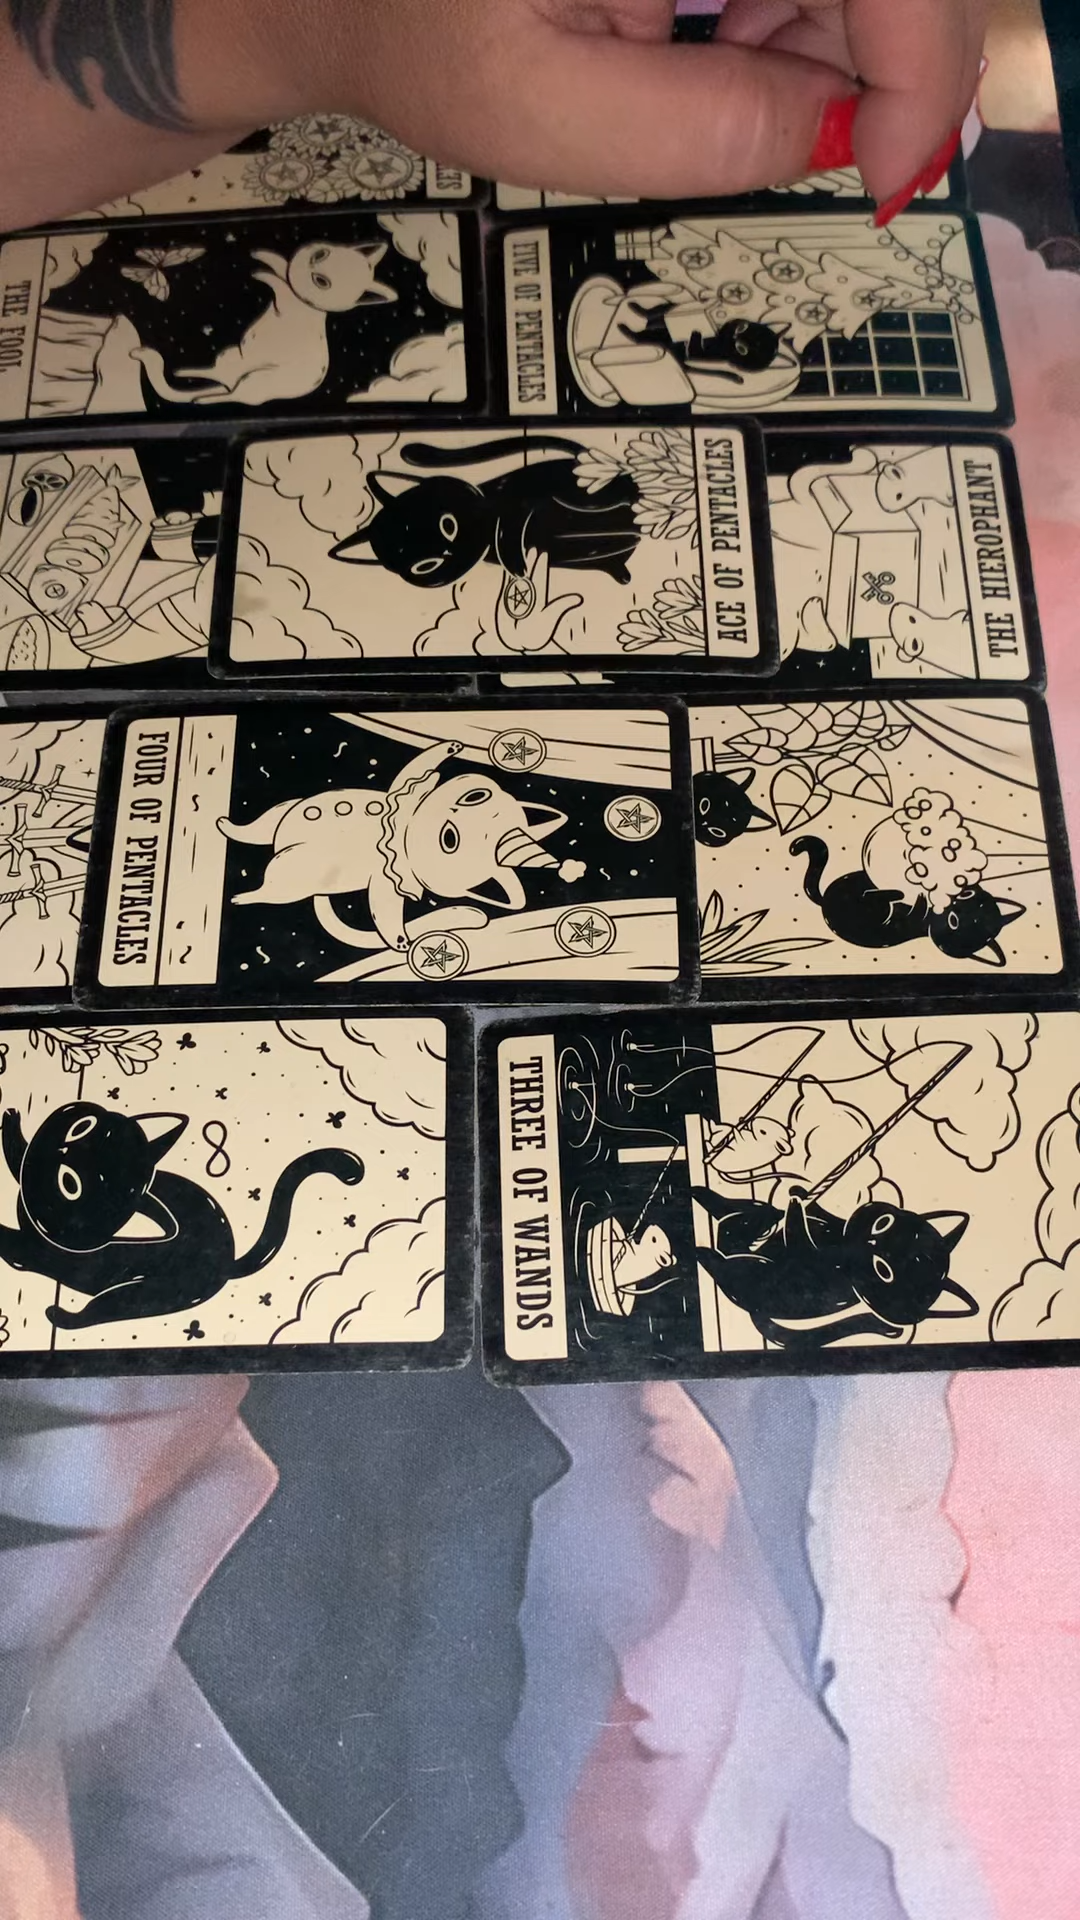 THE FOOL
FIVE OF PENTACLES
ACE OF PENTACLES
THE HIEROPHANT
FOUR OF PENTACLES
THREE OF WANDS